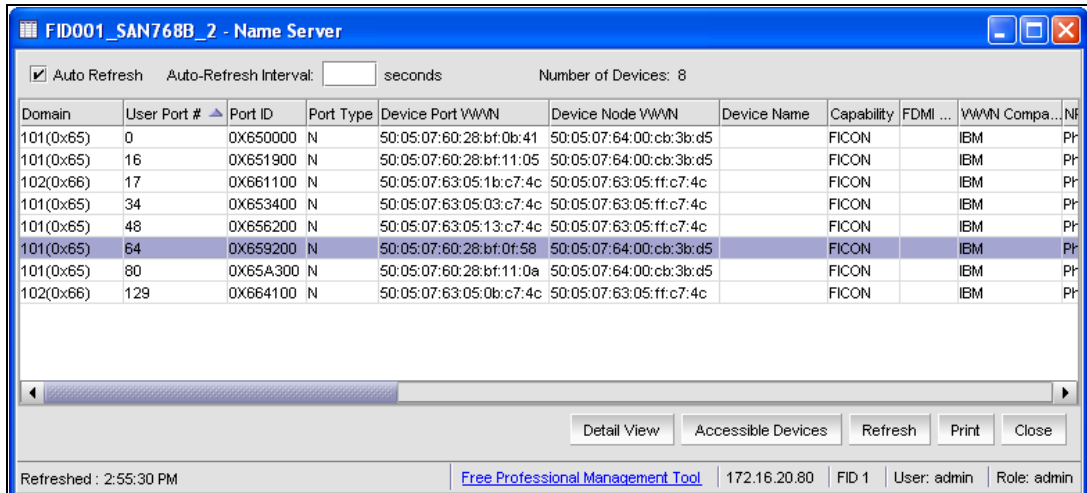 FID001_SAN768B_2 - Name Server
Auto Refresh Auto-Refresh Interval: seconds Number of Devices: 8
Domain User Port # Port ID Port Type Device Port WWN Device Node WWN Device Name Capability FDMI ... WWN Compa... NF
101(0x65) 0 0X650000 N 50:05:07:60:28:bf:0b:41 50:05:07:64:00:cb:3b:d5 FICON IBM Ph
101(0x65) 16 0X651900 N 50:05:07:60:28:bf:11:05 50:05:07:64:00:cb:3b:d5 FICON IBM Ph
102(0x66) 17 0X661100 N 50:05:07:63:05:1b:c7:4c 50:05:07:63:05:ff:c7:4c FICON IBM Ph
101(0x65) 34 0X653400 N 50:05:07:63:05:03:c7:4c 50:05:07:63:05:ff:c7:4c FICON IBM Ph
101(0x65) 48 0X656200 N 50:05:07:63:05:13:c7:4c 50:05:07:63:05:ff:c7:4c FICON IBM Ph
101(0x65) 64 0X659200 N 50:05:07:60:28:bf:0f:58 50:05:07:64:00:cb:3b:d5 FICON IBM Ph
101(0x65) 80 0X65A300 N 50:05:07:60:28:bf:11:0a 50:05:07:64:00:cb:3b:d5 FICON IBM Ph
102(0x66) 129 0X664100 N 50:05:07:63:05:0b:c7:4c 50:05:07:63:05:ff:c7:4c FICON IBM Ph
Detail View Accessible Devices Refresh Print Close
Refreshed : 2:55:30 PM Free Professional Management Tool 172.16.20.80 FID 1 User: admin Role: admin